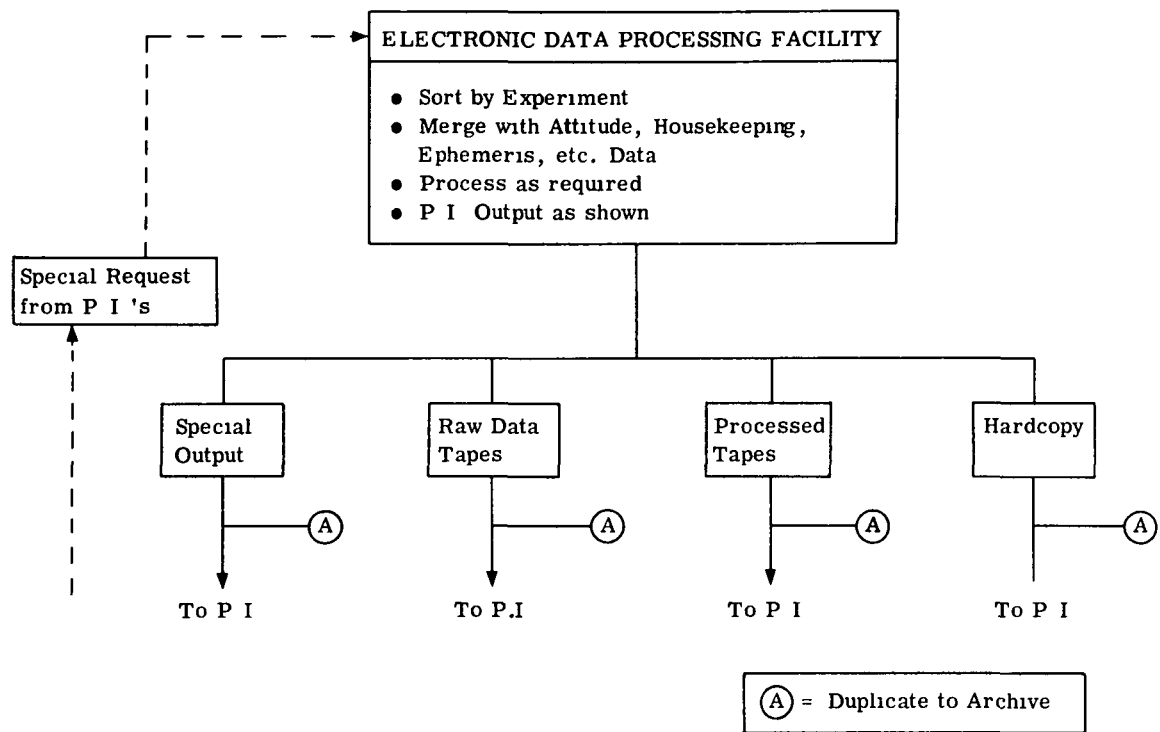 ELECTRONIC DATA PROCESSING FACILITY
● Sort by Experiment
● Merge with Attitude, Housekeeping,
Ephemeris, etc. Data
● Process as required
● P I Output as shown
Special Request
from P I 's
Special
Output
Raw Data
Tapes
Processed
Tapes
Hardcopy
A
A
A
A
To P I
To P.I
To P I
To P I
A = Duplicate to Archive